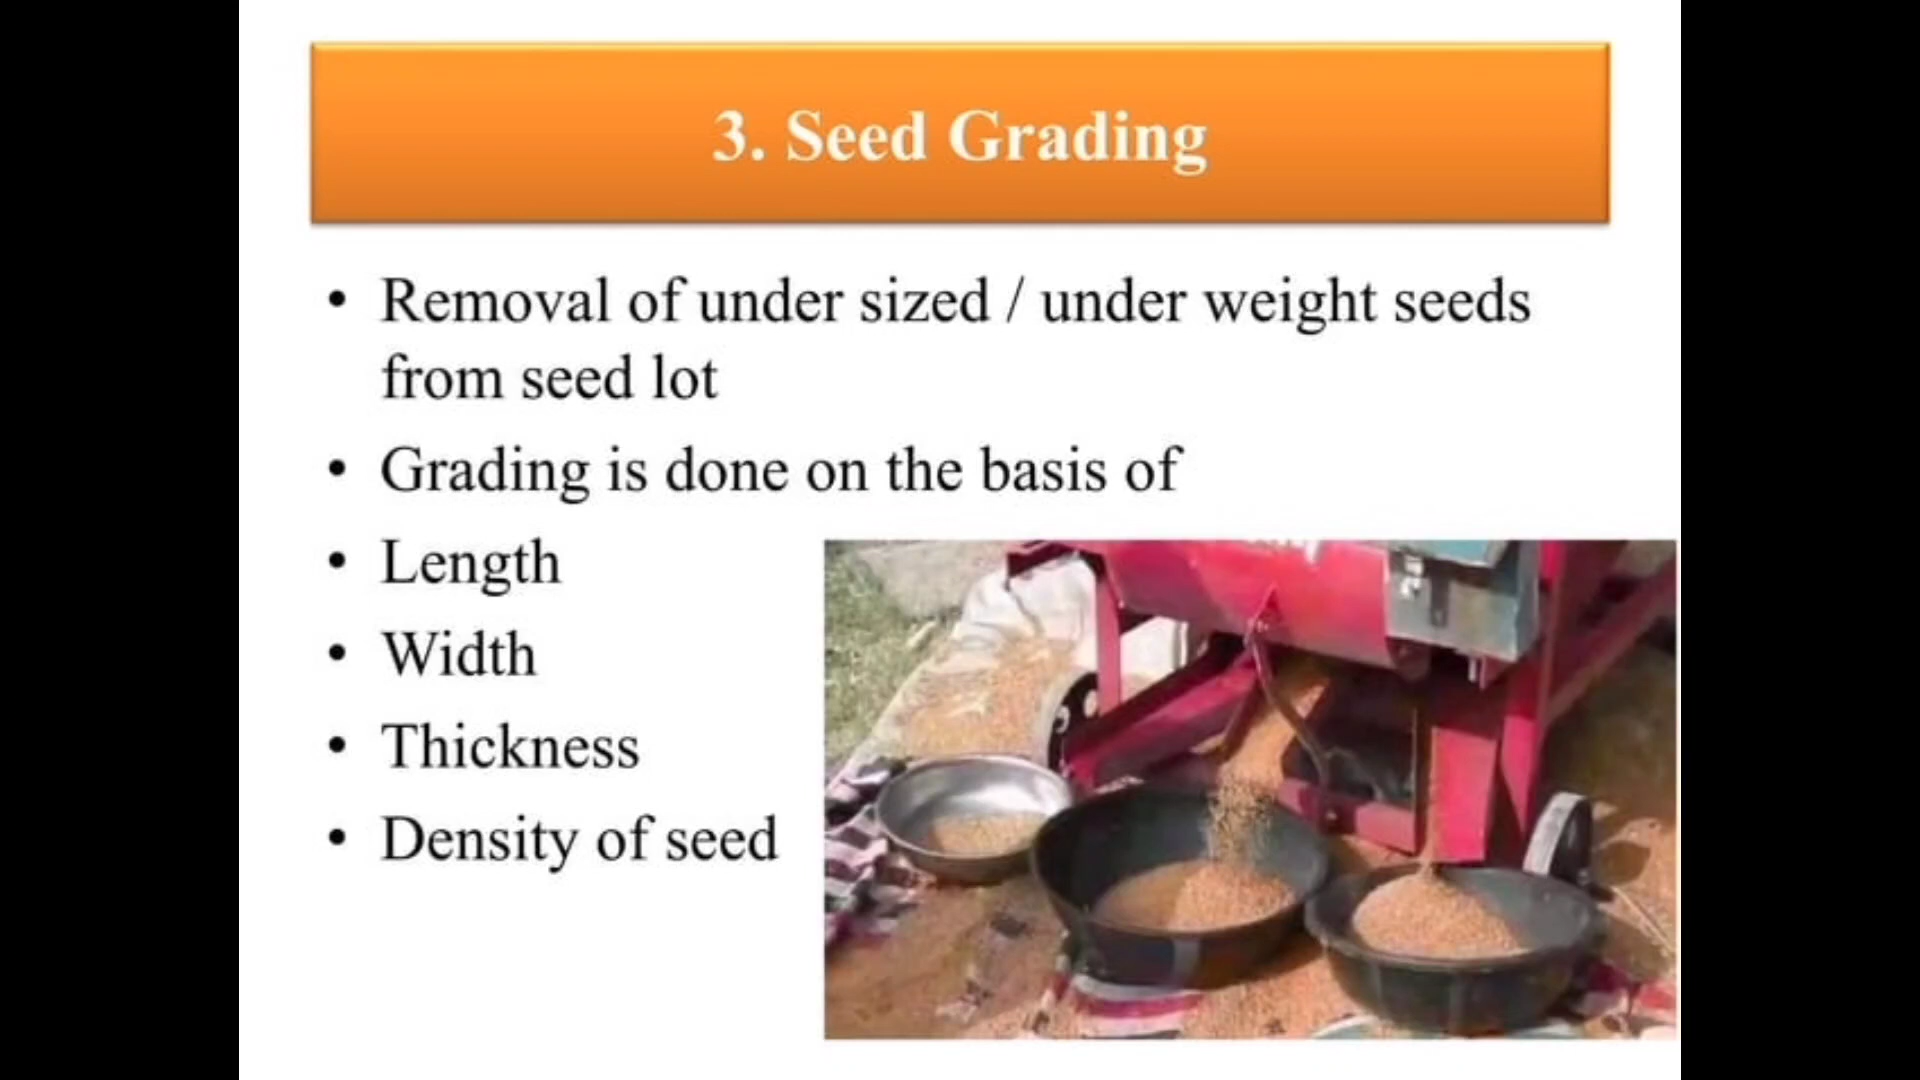 3. Seed Grading
• Removal of under sized / under weight seeds
from seed lot
• Grading is done on the basis of
• Length
• Width
• Thickness
• Density of seed